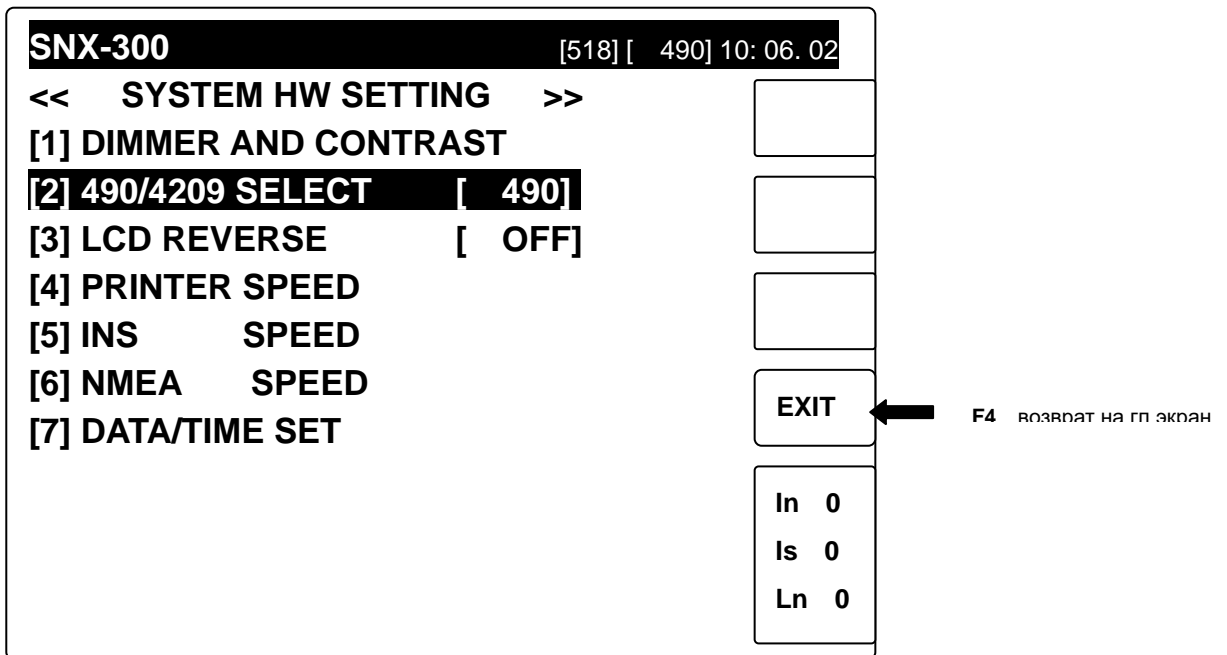 SNX-300 [518] [ 490] 10: 06. 02
<< SYSTEM HW SETTING >>
[1] DIMMER AND CONTRAST
[2] 490/4209 SELECT [ 490]
[3] LCD REVERSE [ OFF]
[4] PRINTER SPEED
[5] INS SPEED
[6] NMEA SPEED
[7] DATA/TIME SET
EXIT
F4 возврат на гл экран
In 0
Is 0
Ln 0